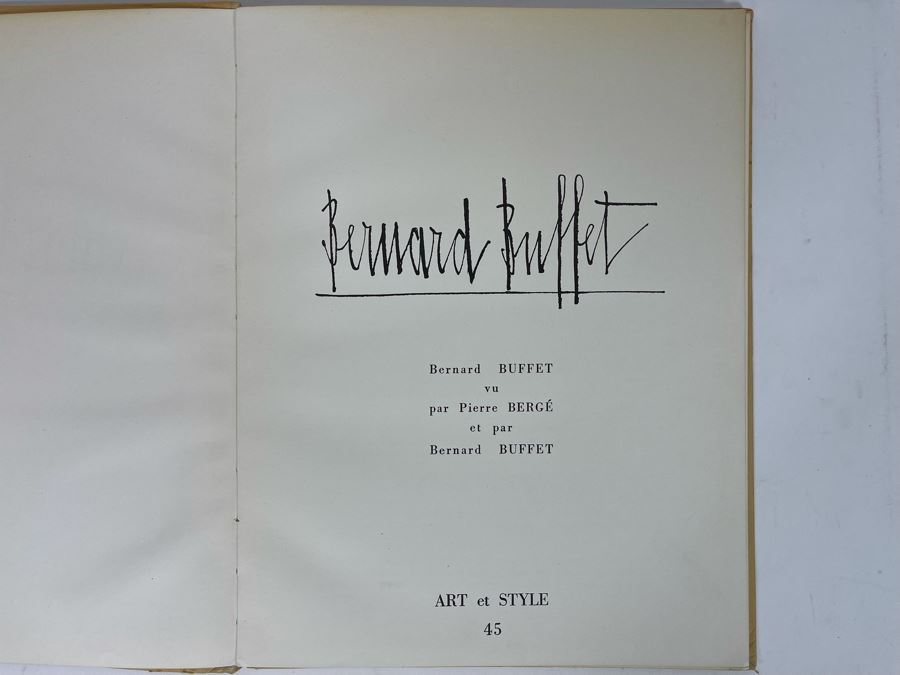 Bernard Buffet
Bernard BUFFET
vu
par Pierre BERGÉ
et par
Bernard BUFFET
ART et STYLE
45